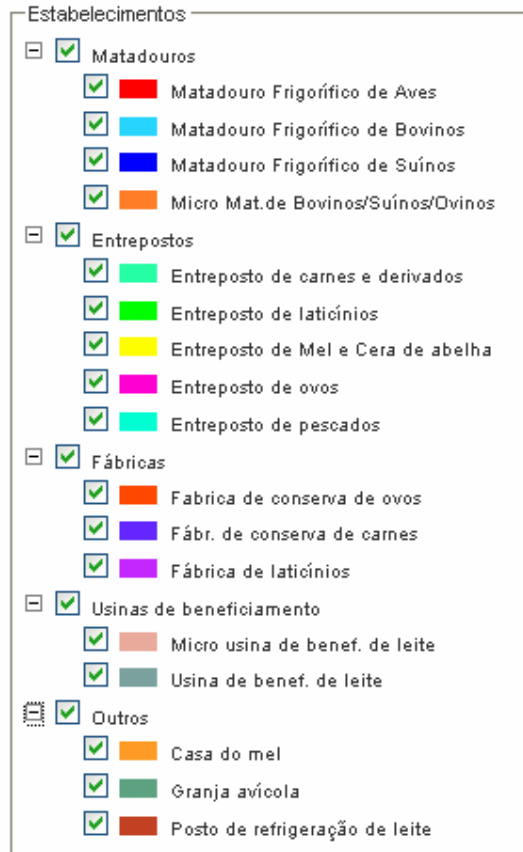 Estabelecimentos
Matadouros
Matadouro Frigorífico de Aves
Matadouro Frigorífico de Bovinos
Matadouro Frigorífico de Suínos
Micro Mat.de Bovinos/Suínos/Ovinos
Entrepostos
Entreposto de carnes e derivados
Entreposto de laticínios
Entreposto de Mel e Cera de abelha
Entreposto de ovos
Entreposto de pescados
Fábricas
Fabrica de conserva de ovos
Fábr. de conserva de carnes
Fábrica de laticínios
Usinas de beneficiamento
Micro usina de benef. de leite
Usina de benef. de leite
Outros
Casa do mel
Granja avícola
Posto de refrigeração de leite